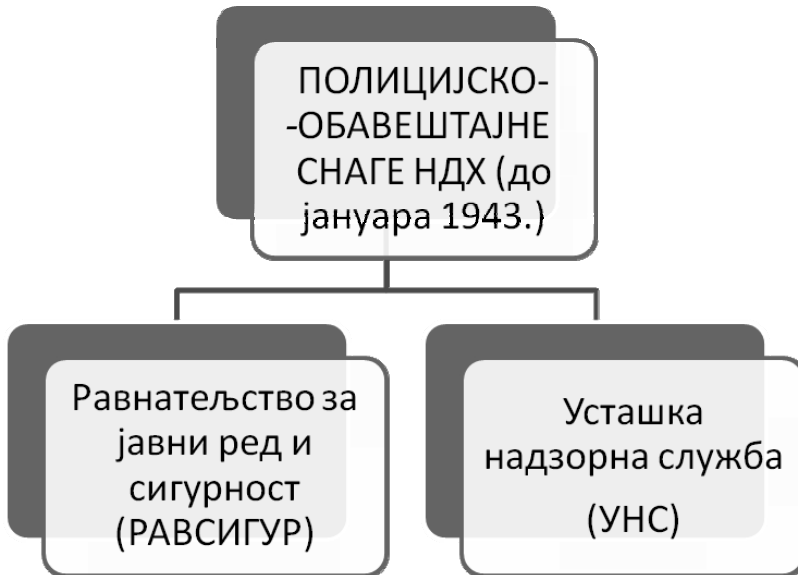 ПОЛИЦИЈСКО-
-ОБАВЕШТАЈНЕ
СНАГЕ НДХ (до
јануара 1943.)
Равнатељство за
јавни ред и
сигурност
(РАВСИГУР)
Усташка
надзорна служба
(УНС)